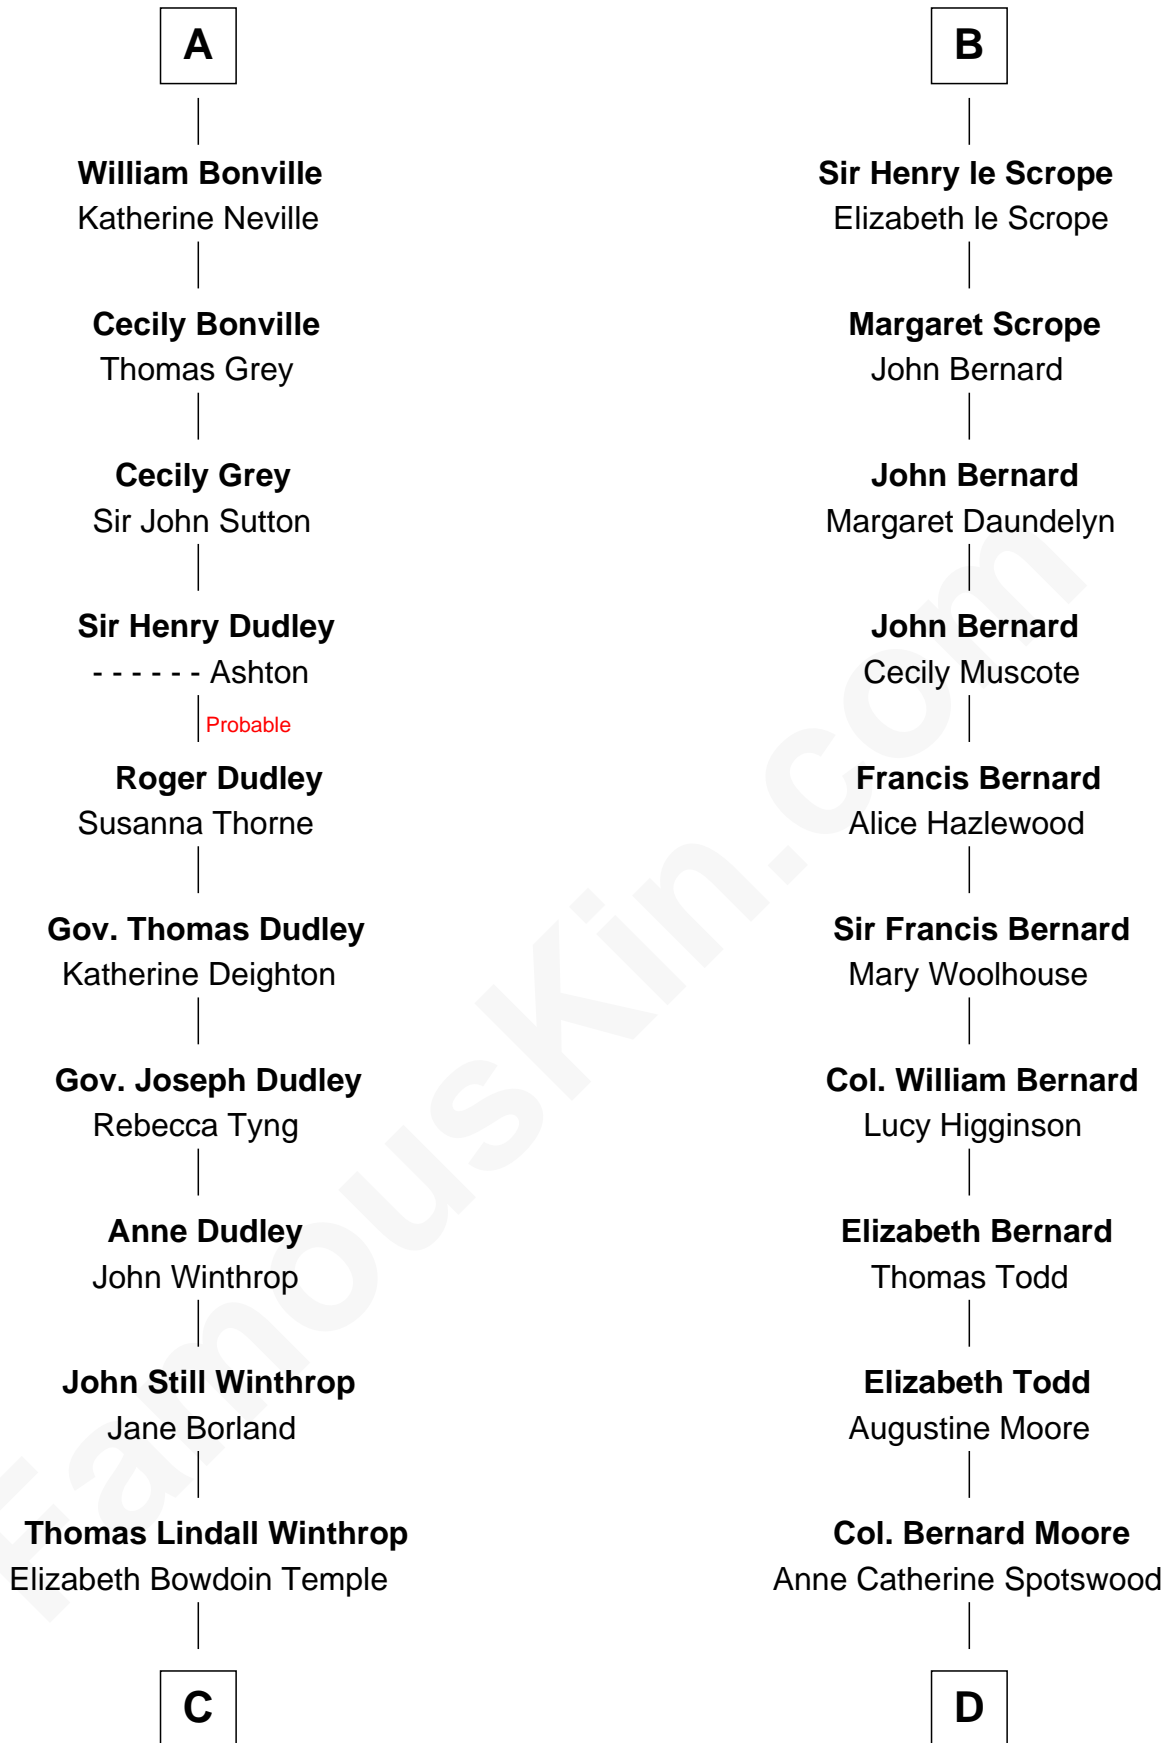 A
William Bonville
Katherine Neville
Cecily Bonville
Thomas Grey
Cecily Grey
Sir John Sutton
Sir Henry Dudley
- - - - - - Ashton
Probable
Roger Dudley
Susanna Thorne
Gov. Thomas Dudley
Katherine Deighton
Gov. Joseph Dudley
Rebecca Tyng
Anne Dudley
John Winthrop
John Still Winthrop
Jane Borland
Thomas Lindall Winthrop
Elizabeth Bowdoin Temple
C
B
Sir Henry le Scrope
Elizabeth le Scrope
Margaret Scrope
John Bernard
John Bernard
Margaret Daundelyn
John Bernard
Cecily Muscote
Francis Bernard
Alice Hazlewood
Sir Francis Bernard
Mary Woolhouse
Col. William Bernard
Lucy Higginson
Elizabeth Bernard
Thomas Todd
Elizabeth Todd
Augustine Moore
Col. Bernard Moore
Anne Catherine Spotswood
D
FamousKin.com